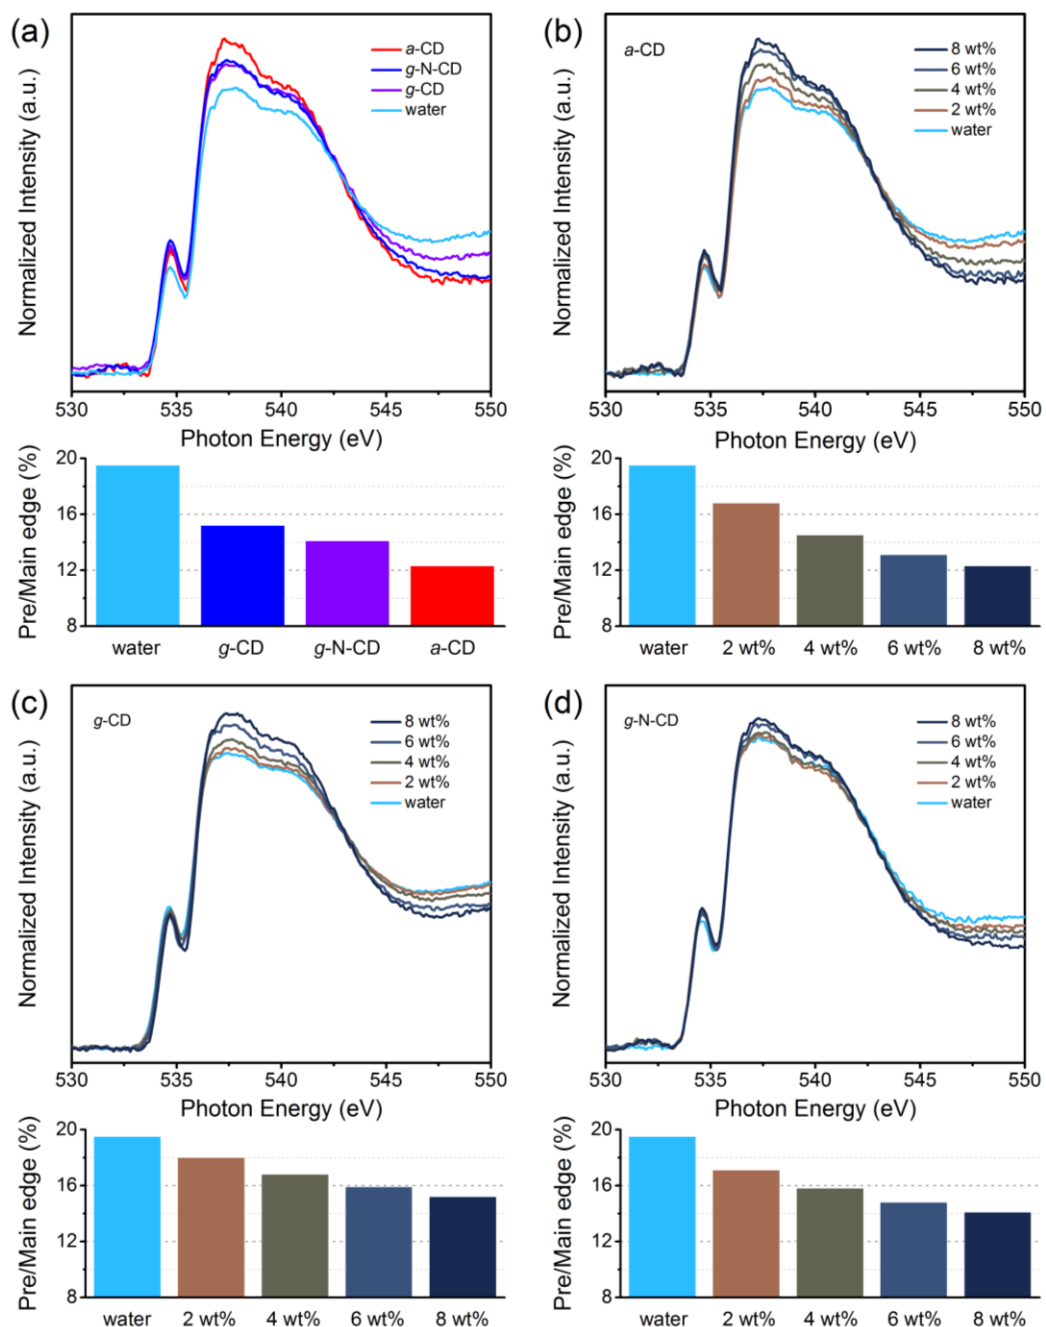 (a)
Normalized Intensity (a.u.)
a-CD
g-N-CD
g-CD
water
530 535 540 545 550
Photon Energy (eV)
Pre/Main edge (%)
20
16
12
8
water g-CD g-N-CD a-CD
(b)
a-CD
Normalized Intensity (a.u.)
8 wt%
6 wt%
4 wt%
2 wt%
water
530 535 540 545 550
Photon Energy (eV)
Pre/Main edge (%)
20
16
12
8
water 2 wt% 4 wt% 6 wt% 8 wt%
(c)
g-CD
Normalized Intensity (a.u.)
8 wt%
6 wt%
4 wt%
2 wt%
water
530 535 540 545 550
Photon Energy (eV)
Pre/Main edge (%)
20
16
12
8
water 2 wt% 4 wt% 6 wt% 8 wt%
(d)
g-N-CD
Normalized Intensity (a.u.)
8 wt%
6 wt%
4 wt%
2 wt%
water
530 535 540 545 550
Photon Energy (eV)
Pre/Main edge (%)
20
16
12
8
water 2 wt% 4 wt% 6 wt% 8 wt%